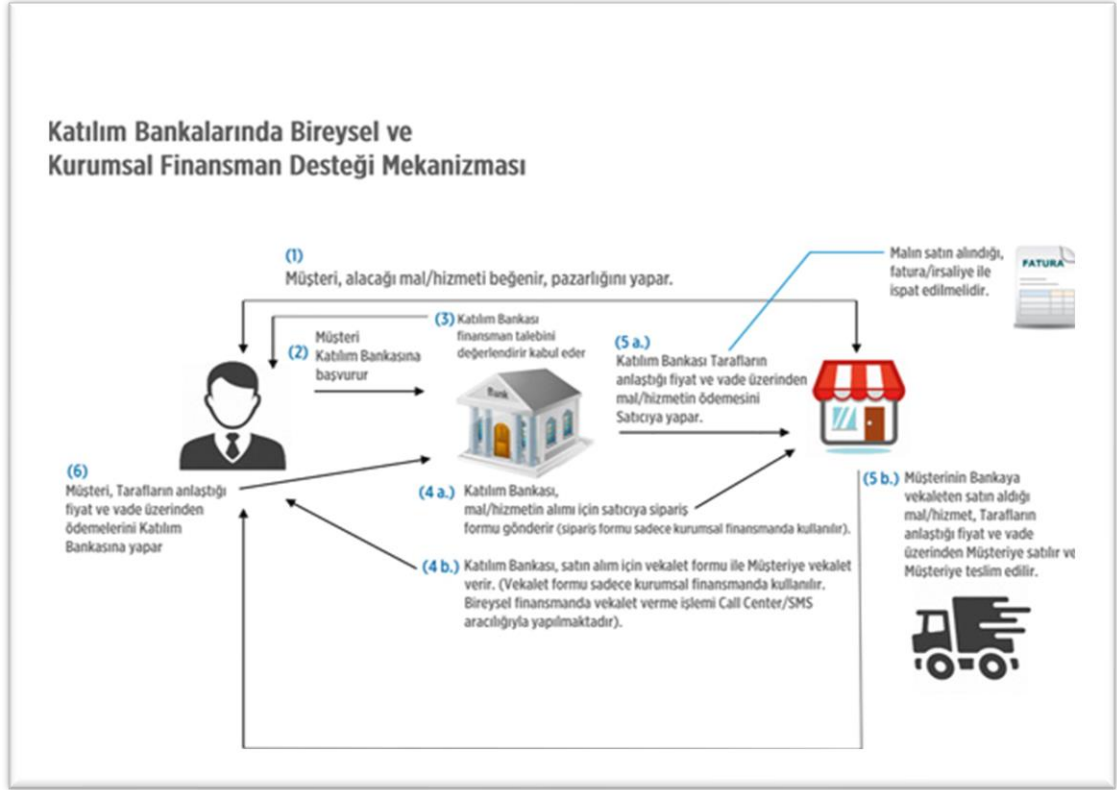 Katılım Bankalarında Bireysel ve
Kurumsal Finansman Desteği Mekanizması
(1)
Müşteri, alacağı mal/hizmeti beğenir, pazarlığını yapar.
Malın satın alındığı,
fatura/irsaliye ile
ispat edilmelidir.
FATURA
(2) Müşteri
Katılım Bankasına
başvurur
(3) Katılım Bankası
finansman talebini
değerlendirir kabul eder
Bank
(5 a.)
Katılım Bankası Tarafların
anlaştığı fiyat ve vade üzerinden
mal/hizmetin ödemesini
Satıcıya yapar.
(6)
Müşteri, Tarafların anlaştığı
fiyat ve vade üzerinden
ödemelerini Katılım
Bankasına yapar
(4 a.) Katılım Bankası,
mal/hizmetin alımı için satıcıya sipariş
formu gönderir (sipariş formu sadece kurumsal finansmanda kullanılır).
(4 b.) Katılım Bankası, satın alım için vekalet formu ile Müşteriye vekalet
verir. (Vekalet formu sadece kurumsal finansmanda kullanılır.
Bireysel finansmanda vekalet verme işlemi Call Center/SMS
aracılığıyla yapılmaktadır).
(5 b.) Müşterinin Bankaya
vekaleten satın aldığı
mal/hizmet, Tarafların
anlaştığı fiyat ve vade
üzerinden Müşteriye satılır ve
Müşteriye teslim edilir.